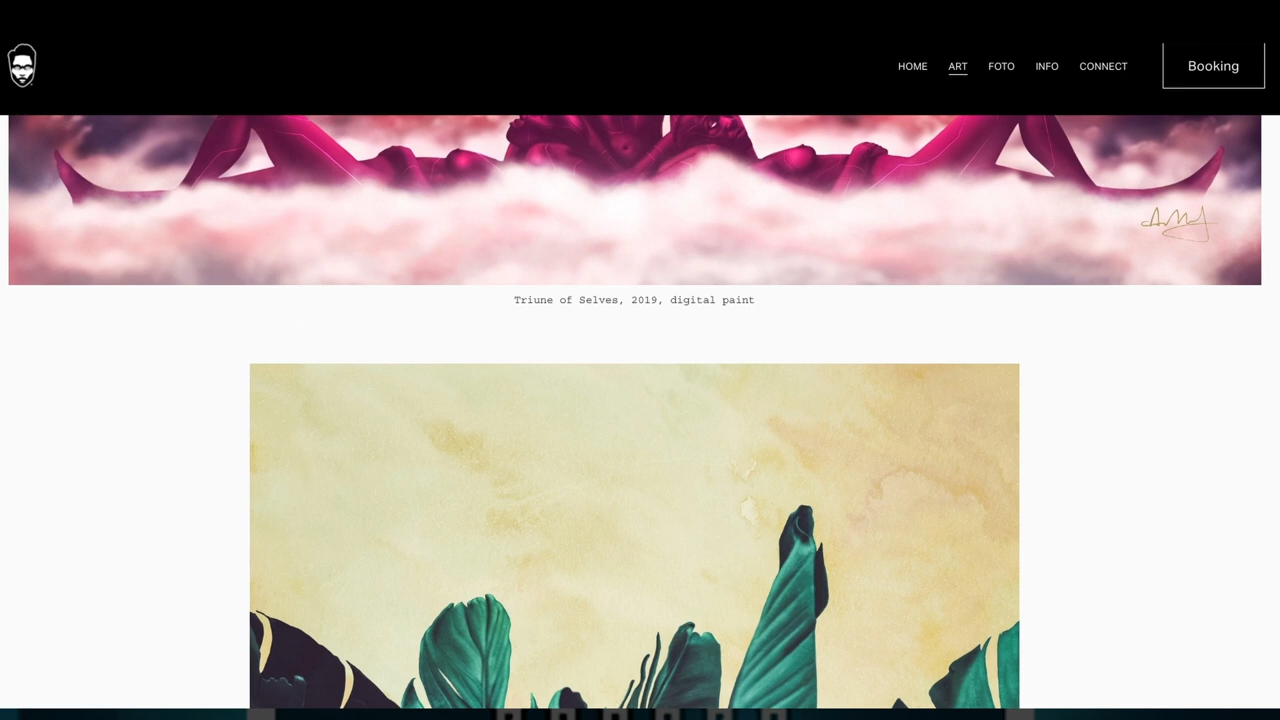 HOME
ART
FOTO
INFO
CONNECT
Booking
Triune of Selves, 2019, digital paint